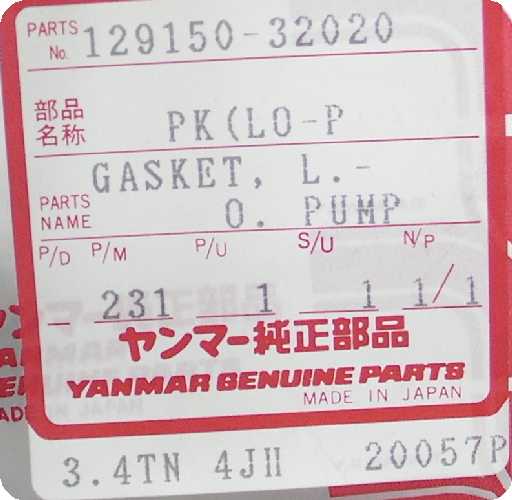 PARTS No. 129150-32020
部品名称 PK(LO-P
PARTS NAME GASKET, L.-
O. PUMP
P/D P/M P/U S/U N/P
- 231 1 1 1/1
ヤンマー純正部品
YANMAR GENUINE PARTS
MADE IN JAPAN
3.4TN 4JH 20057P